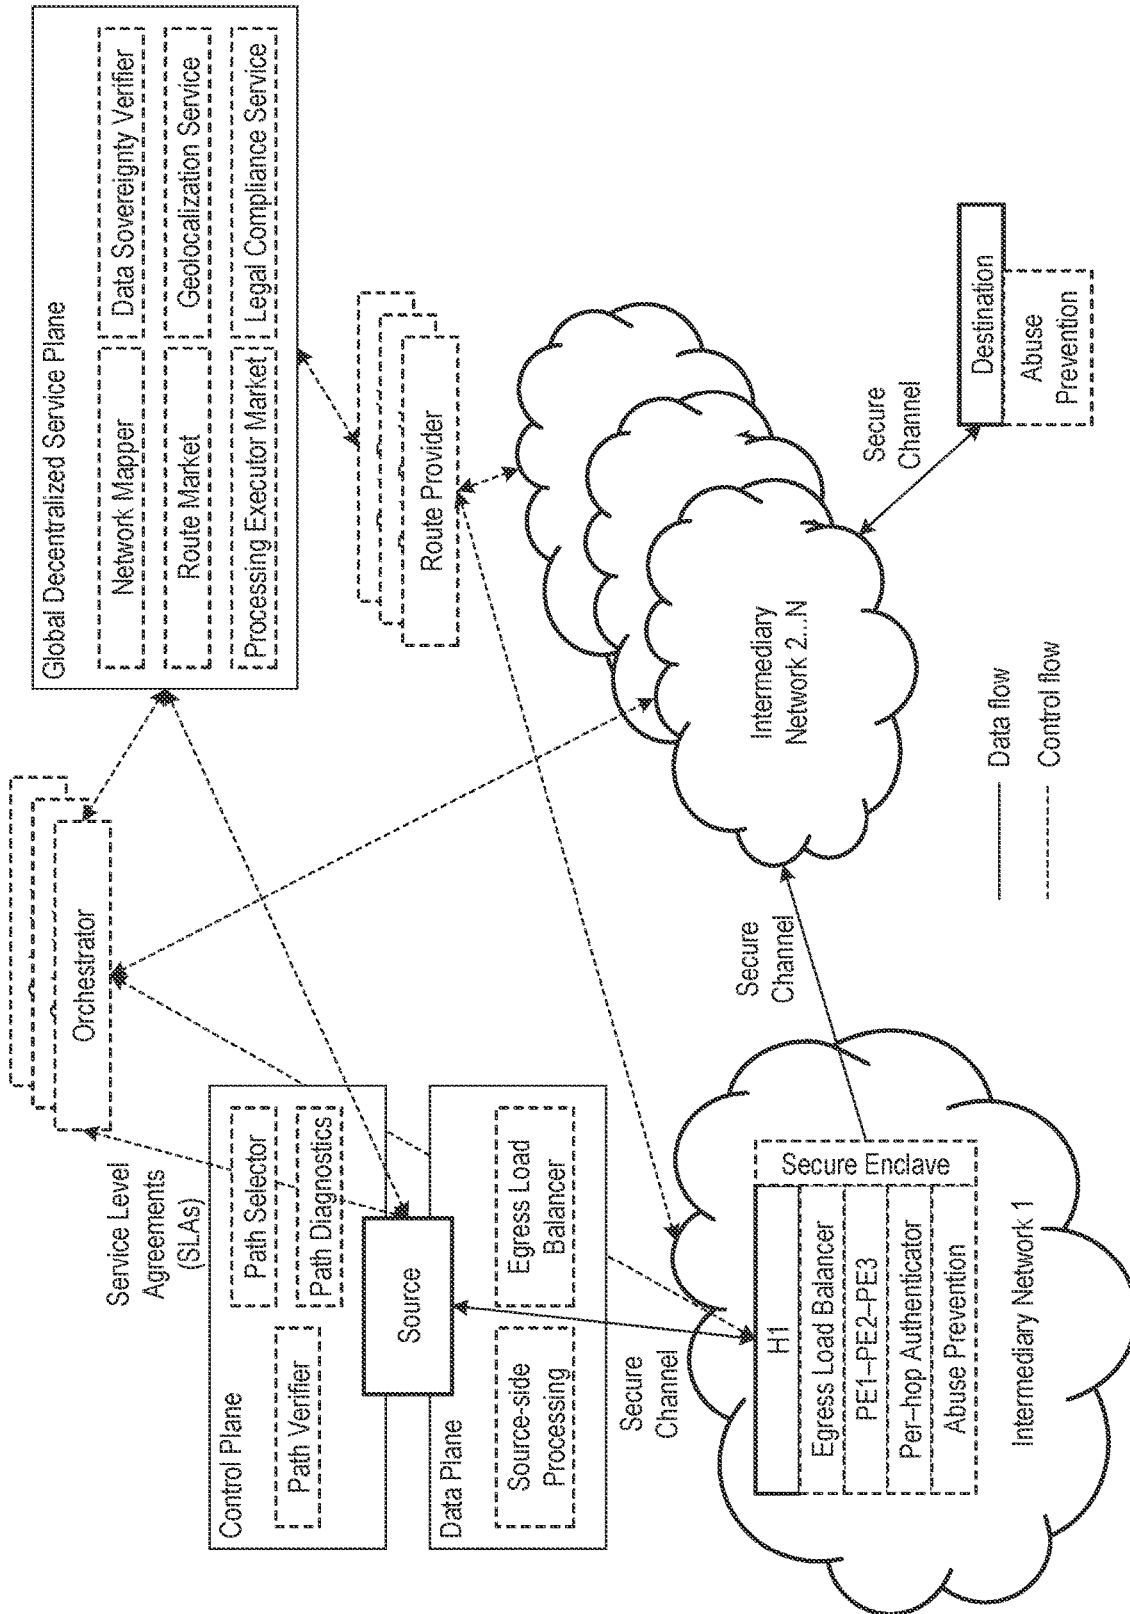 Orchestrator
Global Decentralized Service Plane
Network Mapper
Data Sovereignty Verifier
Route Market
Geolocalization Service
Processing Executor Market
Legal Compliance Service
Service Level
Agreements
(SLAs)
Control Plane
Path Verifier
Path Selector
Path Diagnostics
Source
Data Plane
Source-side
Processing
Egress Load
Balancer
Route Provider
Secure
Channel
H1
Egress Load Balancer
PE1–PE2–PE3
Per–hop Authenticator
Abuse Prevention
Secure Enclave
Intermediary Network 1
Secure
Channel
Intermediary
Network 2...N
Secure
Channel
Destination
Abuse
Prevention
Data flow
Control flow